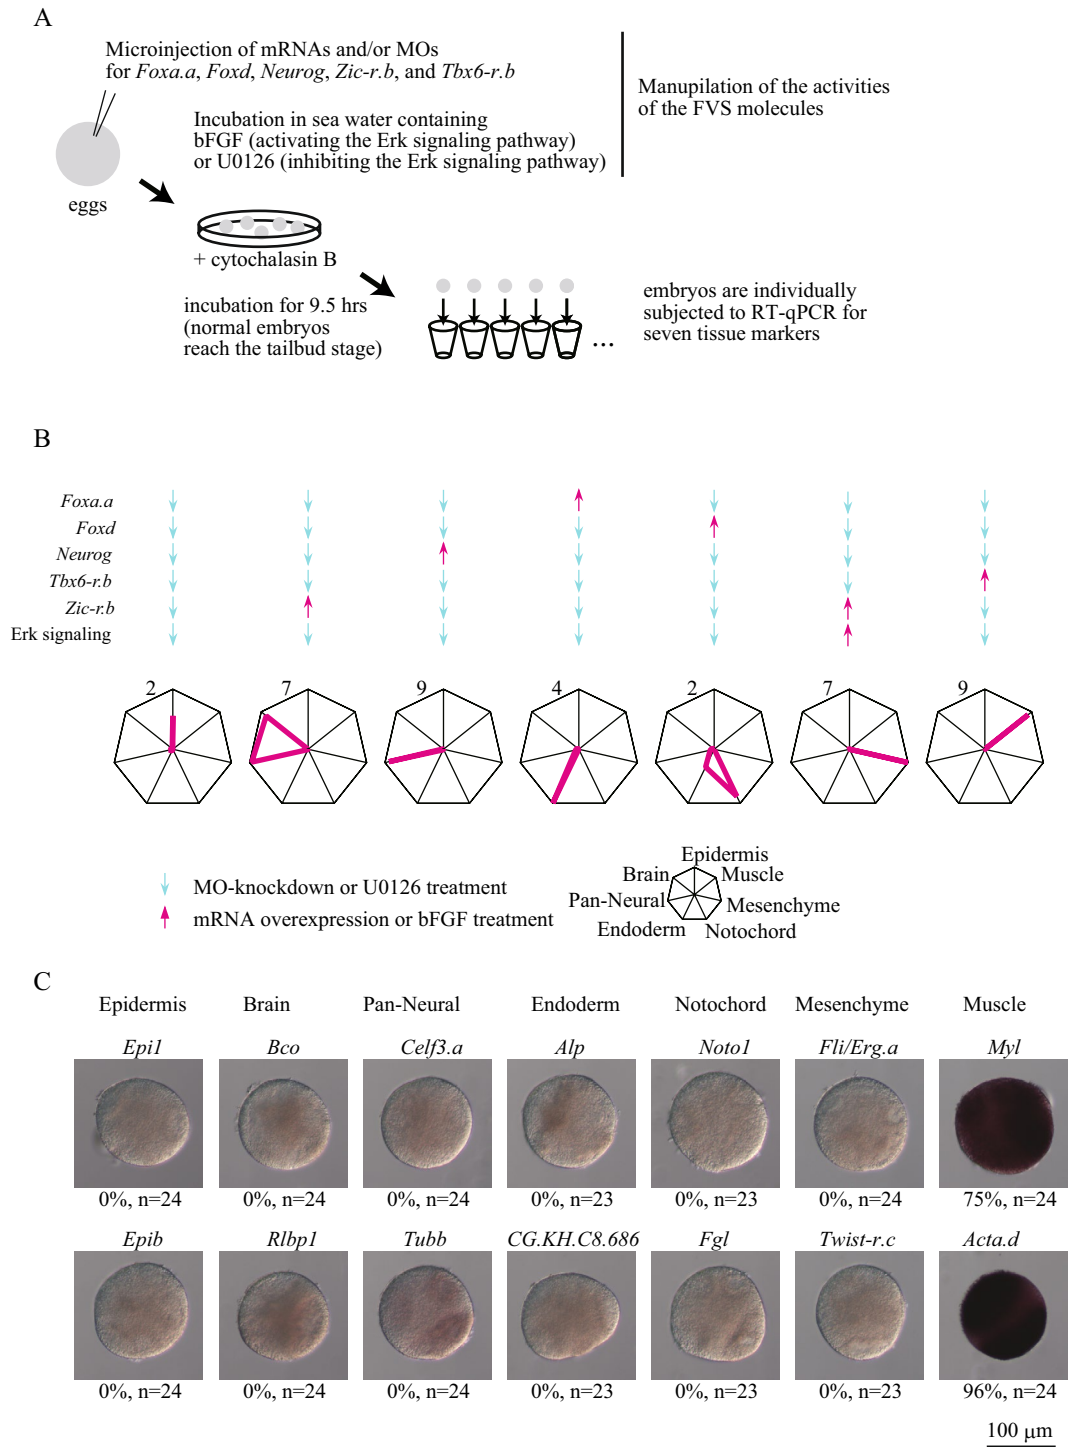 A
Microinjection of mRNAs and/or MOs
for Foxa.a, Foxd, Neurog, Zic-r.b, and Tbx6-r.b
Manupilation of the activities
of the FVS molecules
Incubation in sea water containing
bFGF (activating the Erk signaling pathway)
or U0126 (inhibiting the Erk signaling pathway)
eggs
+ cytochalasin B
incubation for 9.5 hrs
(normal embryos
reach the tailbud stage)
...
embryos are individually
subjected to RT-qPCR for
seven tissue markers
B
Foxa.a
Foxd
Neurog
Tbx6-r.b
Zic-r.b
Erk signaling
2 7 9 4 2 7 9
MO-knockdown or U0126 treatment
mRNA overexpression or bFGF treatment
Epidermis
Brain Muscle
Pan-Neural Mesenchyme
Endoderm Notochord
C
Epidermis Brain Pan-Neural Endoderm Notochord Mesenchyme Muscle
Epi1 Bco Celf3.a Alp Noto1 Fli/Erg.a Myl
0%, n=24 0%, n=24 0%, n=24 0%, n=23 0%, n=23 0%, n=24 75%, n=24
Epib Rlbp1 Tubb CG.KH.C8.686 Fgl Twist-r.c Acta.d
0%, n=24 0%, n=24 0%, n=24 0%, n=23 0%, n=23 0%, n=23 96%, n=24
100 μm